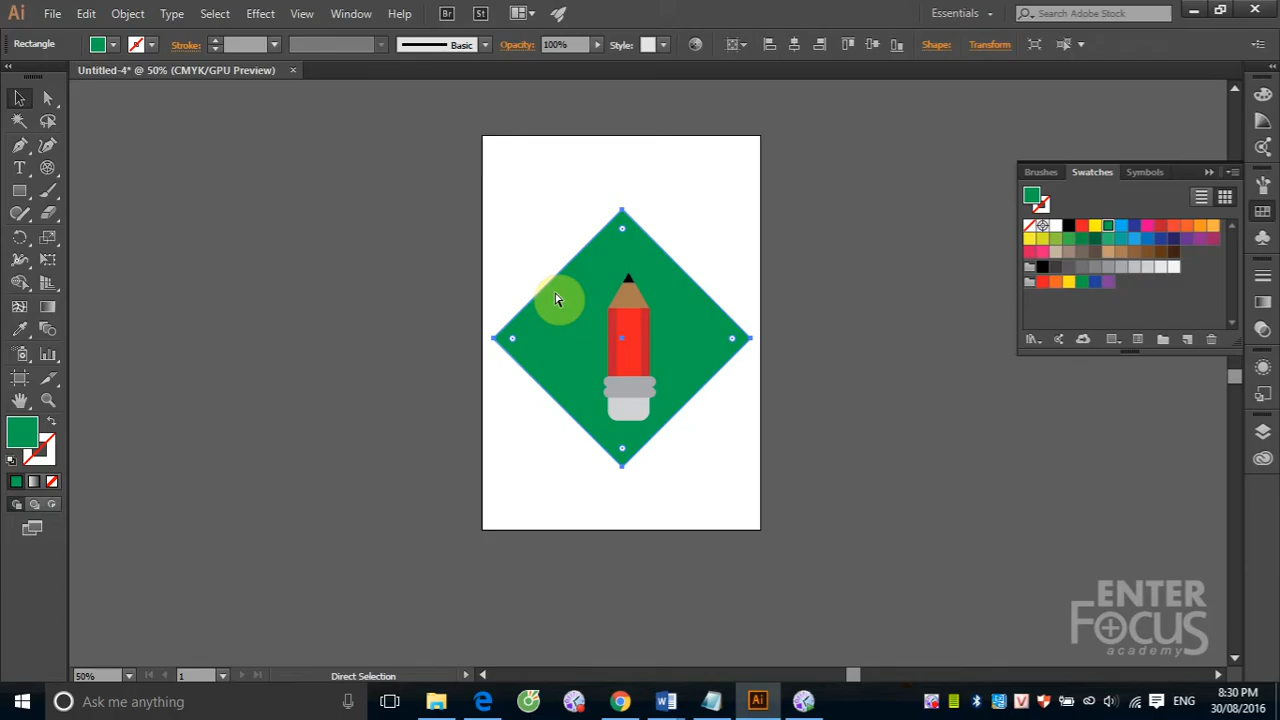 Ai File Edit Object Type Select Effect View Window Help Br St Essentials Search Adobe Stock
Rectangle Stroke: Basic Opacity: 100% Style: Shape: Transform
Untitled-4* @ 50% (CMYK/GPU Preview)
Brushes Swatches Symbols
ENTER
FOCUS
academy
50% 1 Direct Selection
Ask me anything
Ai
ENG
8:30 PM
30/08/2016